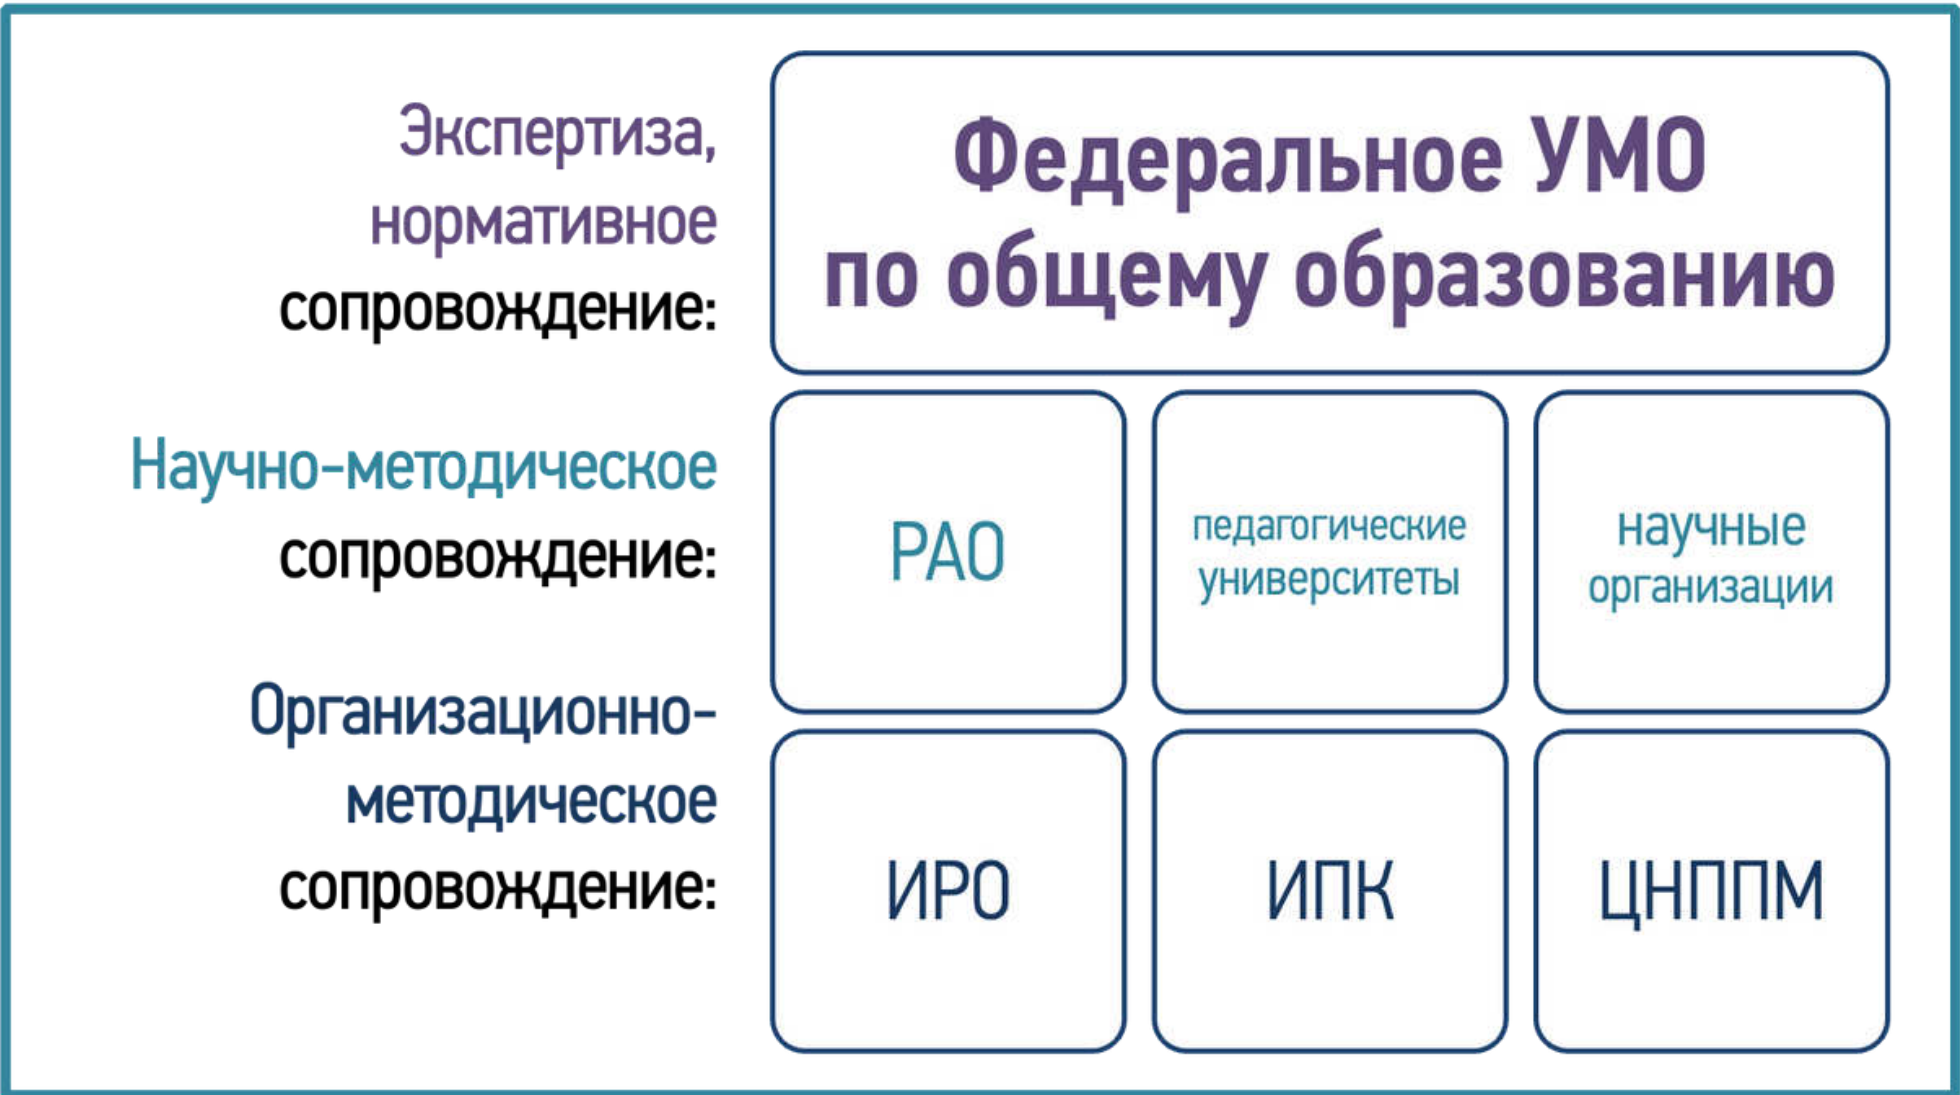 Экспертиза,
нормативное
сопровождение:
Федеральное УМО
по общему образованию
Научно-методическое
сопровождение:
РАО
педагогические
университеты
научные
организации
Организационно-
методическое
сопровождение:
ИРО
ИПК
ЦНППМ